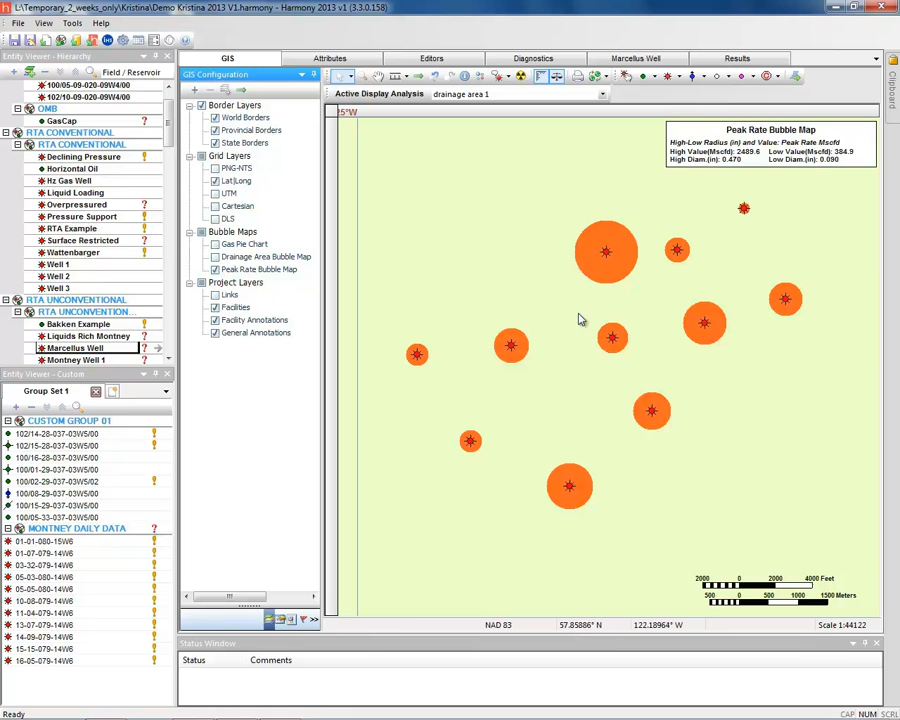 L:\Temporary_2_weeks_only\Kristina\Demo Kristina 2013 V1.harmony - Harmony 2013 v1 (3.3.0.158)
File View Tools Help
Entity Viewer - Hierarchy
Field / Reservoir
100/05-09-020-09W4/00
102/10-09-020-09W4/00
OMB
GasCap ?
RTA CONVENTIONAL
RTA CONVENTIONAL
Declining Pressure
Horizontal Oil
Hz Gas Well
Liquid Loading
Overpressured ?
Pressure Support
RTA Example
Surface Restricted ?
Wattenbarger
Well 1
Well 2
Well 3
RTA UNCONVENTIONAL
RTA UNCONVENTION...
Bakken Example
Liquids Rich Montney ?
Marcellus Well ?
Montney Well 1 ?
Entity Viewer - Custom
Group Set 1
CUSTOM GROUP 01
102/14-28-037-03W5/00
102/15-28-037-03W5/00
100/16-28-037-03W5/00
100/01-29-037-03W5/00
100/02-29-037-03W5/02
100/08-29-037-03W5/00
100/15-29-037-03W5/00
100/05-33-037-03W5/00
MONTNEY DAILY DATA ?
01-01-080-15W6
01-07-079-14W6
03-32-079-14W6
05-03-080-14W6
05-05-080-14W6
10-08-079-14W6
11-04-079-14W6
13-07-079-14W6
14-09-079-14W6
15-15-079-14W6
16-05-079-14W6
GIS Attributes Editors Diagnostics Marcellus Well Results
GIS Configuration
Border Layers
World Borders
Provincial Borders
State Borders
Grid Layers
PNG-NTS
Lat|Long
UTM
Cartesian
DLS
Bubble Maps
Gas Pie Chart
Drainage Area Bubble Map
Peak Rate Bubble Map
Project Layers
Links
Facilities
Facility Annotations
General Annotations
Active Display Analysis drainage area 1
25°W
Peak Rate Bubble Map
High-Low Radius (in) and Value: Peak Rate Mscfd
High Value(Mscfd): 2489.6 Low Value(Mscfd): 384.9
High Diam.(in): 0.470 Low Diam.(in): 0.090
2000 0 2000 4000 Feet
500 0 500 1000 1500 Meters
NAD 83 57.85886° N 122.18964° W Scale 1:44122
Clipboard
Status Window
Status Comments
Ready
CAP NUM SCRL